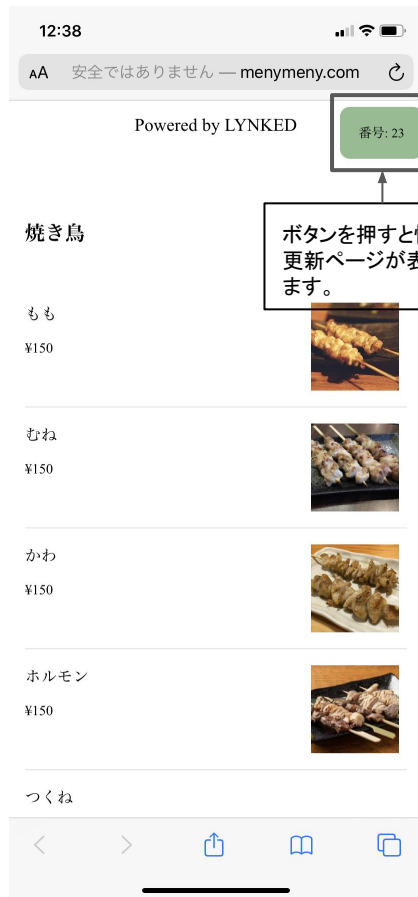 12:38
AA 安全ではありません — menymeny.com
Powered by LYNKED
番号: 23
ボタンを押すと
更新ページが
ます。
焼き鳥
もも
¥150
むね
¥150
かわ
¥150
ホルモン
¥150
つくね